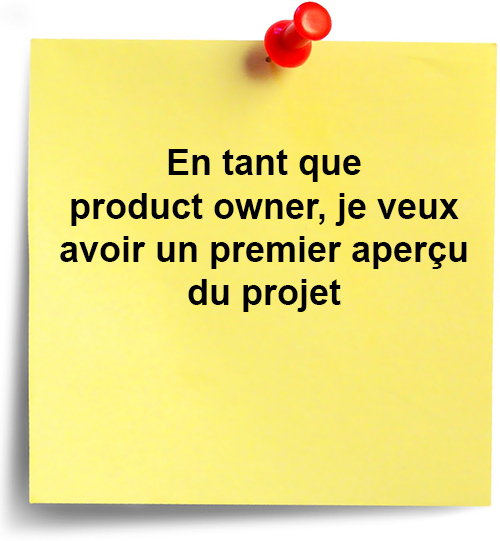 En tant que
product owner, je veux
avoir un premier aperçu
du projet